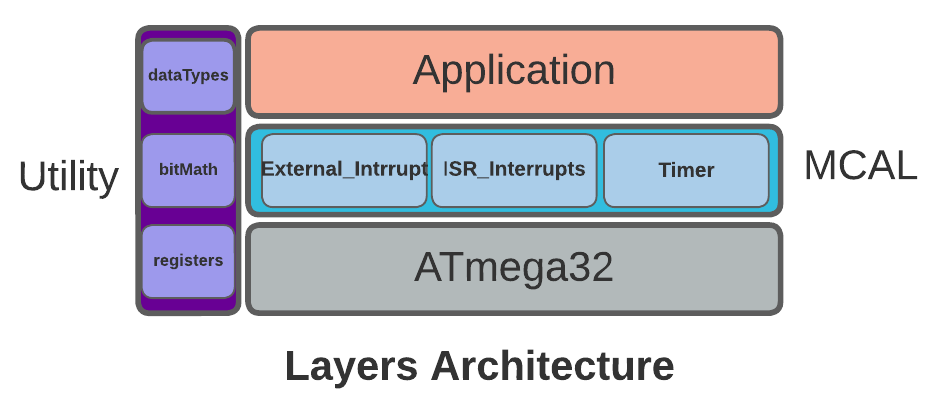 dataTypes
Application
Utility
bitMath
External_Intrrupt
ISR_Interrupts
Timer
MCAL
registers
ATmega32
Layers Architecture